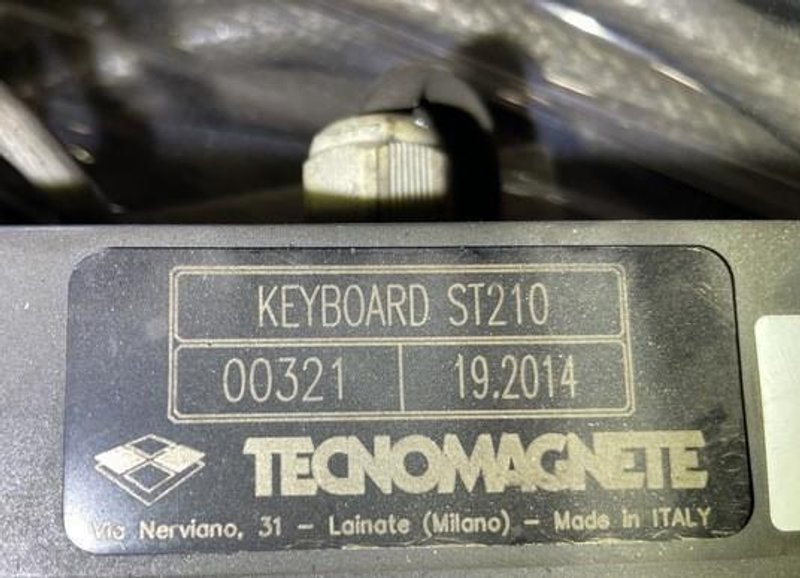 KEYBOARD ST210
00321 19.2014
TECNOMAGNETE
Via Nerviano, 31 - Lainate (Milano) - Made in ITALY